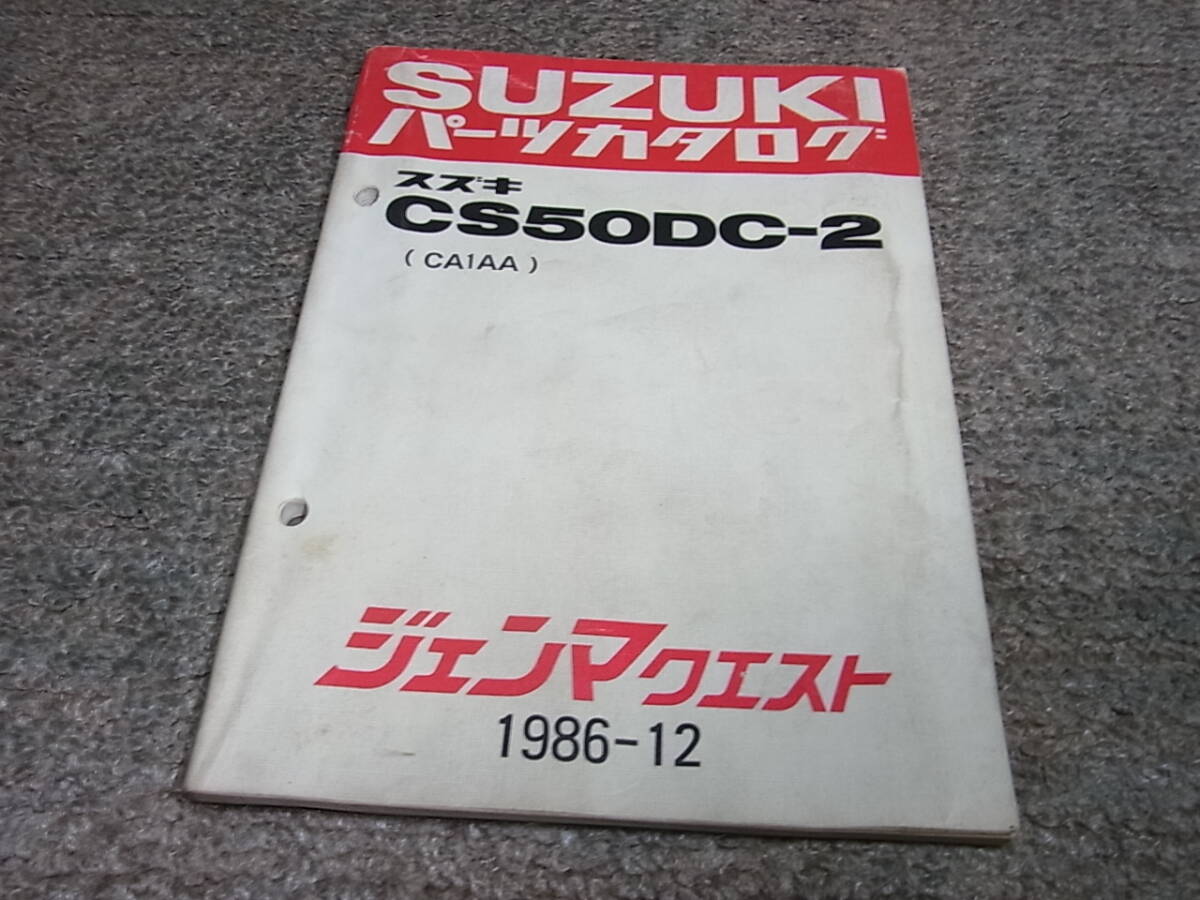 SUZUKI
パーツカタログ
スズキ
CS50DC-2
( CA1AA )
ジェンマクエスト
1986-12